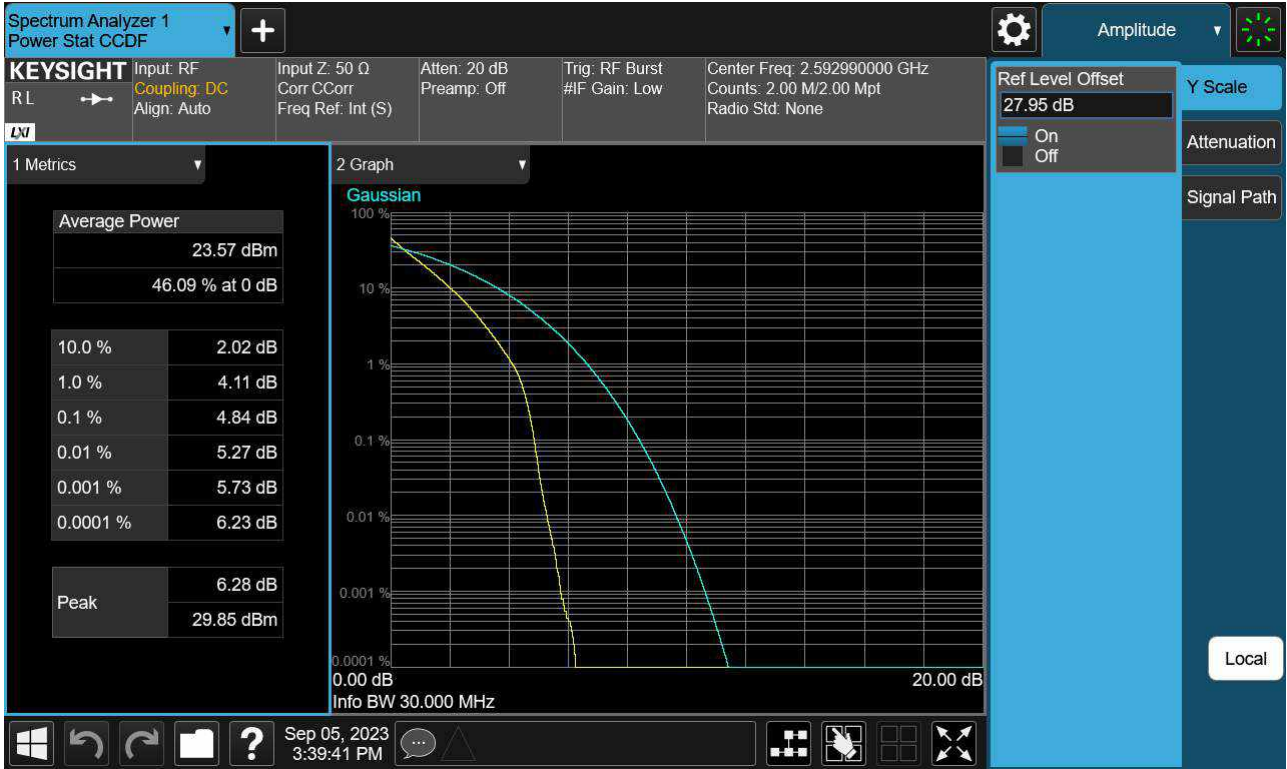 Spectrum Analyzer 1
Power Stat CCDF
Amplitude
KEYSIGHT
R L
LXI
Input: RF
Coupling: DC
Align: Auto
Input Z: 50 Ω
Corr CCorr
Freq Ref: Int (S)
Atten: 20 dB
Preamp: Off
Trig: RF Burst
#IF Gain: Low
Center Freq: 2.592990000 GHz
Counts: 2.00 M/2.00 Mpt
Radio Std: None
Ref Level Offset
27.95 dB
On
Off
Y Scale
Attenuation
Signal Path
Local
1 Metrics
Average Power
23.57 dBm
46.09 % at 0 dB
10.0 % 2.02 dB
1.0 % 4.11 dB
0.1 % 4.84 dB
0.01 % 5.27 dB
0.001 % 5.73 dB
0.0001 % 6.23 dB
Peak
6.28 dB
29.85 dBm
2 Graph
Gaussian
100 %
10 %
1 %
0.1 %
0.01 %
0.001 %
0.0001 %
0.00 dB 20.00 dB
Info BW 30.000 MHz
?
Sep 05, 2023
3:39:41 PM